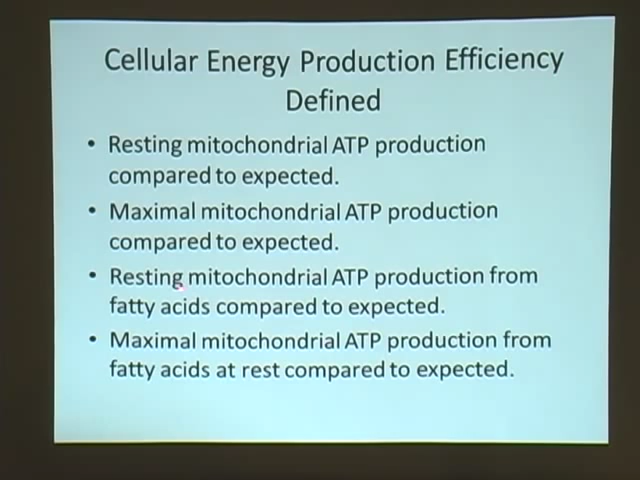 Cellular Energy Production Efficiency
Defined
• Resting mitochondrial ATP production
compared to expected.
• Maximal mitochondrial ATP production
compared to expected.
• Resting mitochondrial ATP production from
fatty acids compared to expected.
• Maximal mitochondrial ATP production from
fatty acids at rest compared to expected.